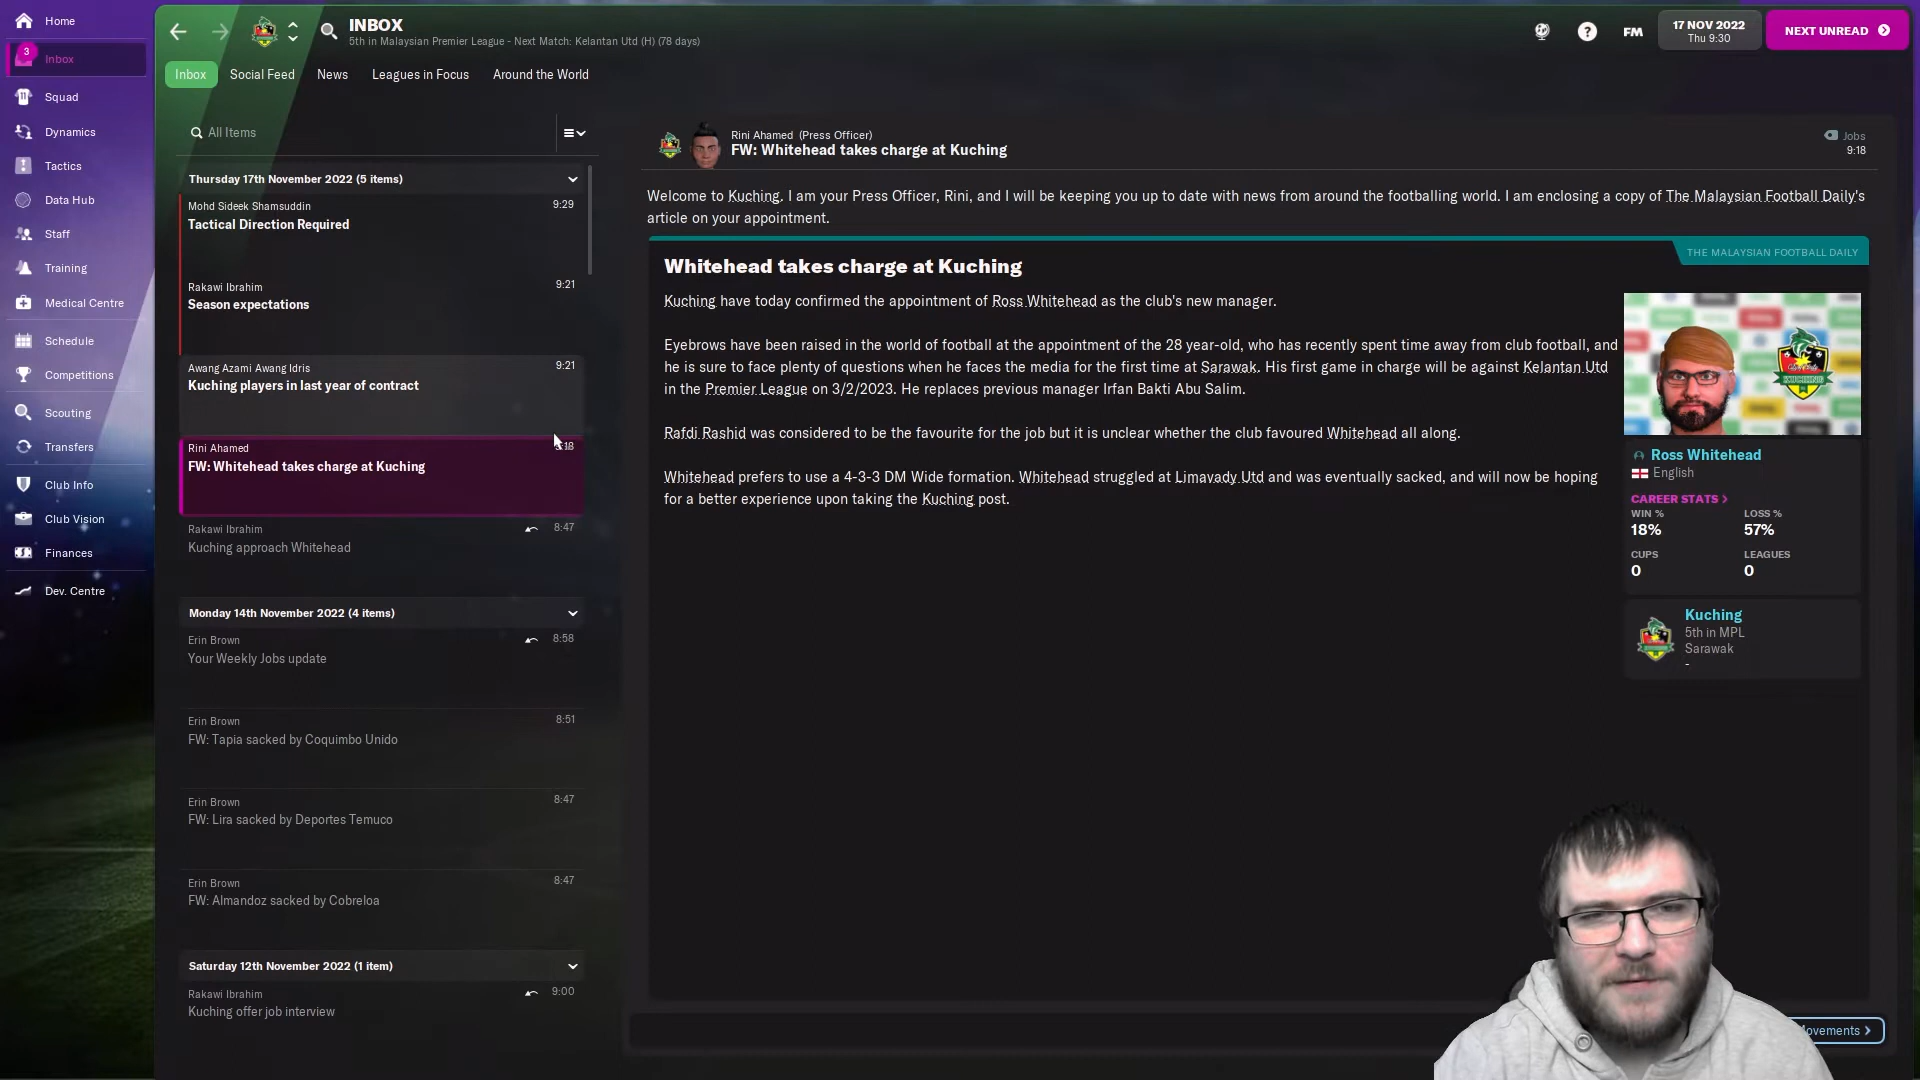 Home
3
Inbox
Squad
Dynamics
Tactics
Data Hub
Staff
Training
Medical Centre
Schedule
Competitions
Scouting
Transfers
Club Info
Club Vision
Finances
Dev. Centre
INBOX
5th in Malaysian Premier League - Next Match: Kelantan Utd (H) (78 days)
FM
17 NOV 2022
Thu 9:30
NEXT UNREAD
Inbox
Social Feed
News
Leagues in Focus
Around the World
All Items
Thursday 17th November 2022 (5 items)
Mohd Sideek Shamsuddin
9:29
Tactical Direction Required
Rakawi Ibrahim
9:21
Season expectations
Awang Azami Awang Idris
9:21
Kuching players in last year of contract
Rini Ahamed
FW: Whitehead takes charge at Kuching
Rakawi Ibrahim
8:47
Kuching approach Whitehead
Monday 14th November 2022 (4 items)
Erin Brown
8:58
Your Weekly Jobs update
Erin Brown
8:51
FW: Tapia sacked by Coquimbo Unido
Erin Brown
8:47
FW: Lira sacked by Deportes Temuco
Erin Brown
8:47
FW: Almandoz sacked by Cobreloa
Saturday 12th November 2022 (1 item)
Rakawi Ibrahim
9:00
Kuching offer job interview
Rini Ahamed (Press Officer)
FW: Whitehead takes charge at Kuching
Jobs
9:18
Welcome to Kuching. I am your Press Officer, Rini, and I will be keeping you up to date with news from around the footballing world. I am enclosing a copy of The Malaysian Football Daily's
article on your appointment.
THE MALAYSIAN FOOTBALL DAILY
Whitehead takes charge at Kuching
Kuching have today confirmed the appointment of Ross Whitehead as the club's new manager.
Eyebrows have been raised in the world of football at the appointment of the 28 year-old, who has recently spent time away from club football, and
he is sure to face plenty of questions when he faces the media for the first time at Sarawak. His first game in charge will be against Kelantan Utd
in the Premier League on 3/2/2023. He replaces previous manager Irfan Bakti Abu Salim.
Rafdi Rashid was considered to be the favourite for the job but it is unclear whether the club favoured Whitehead all along.
Whitehead prefers to use a 4-3-3 DM Wide formation. Whitehead struggled at Limavady Utd and was eventually sacked, and will now be hoping
for a better experience upon taking the Kuching post.
Ross Whitehead
English
CAREER STATS >
WIN %
LOSS %
18%
57%
CUPS
LEAGUES
0
0
Kuching
5th in MPL
Sarawak
-